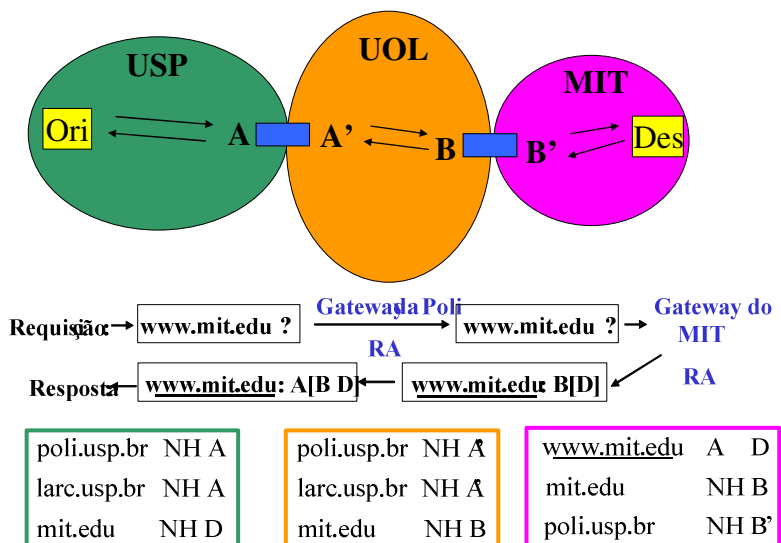 USP
UOL
MIT
Ori
A
A'
B
B'
Des
Requisição: www.mit.edu ? Gateway da Poli www.mit.edu ? Gateway do
MIT
RA
RA
Resposta: www.mit.edu: A[B D] www.mit.edu: B[D]
poli.usp.br NH A
larc.usp.br NH A
mit.edu NH D
poli.usp.br NH A'
larc.usp.br NH A'
mit.edu NH B
www.mit.edu A D
mit.edu NH B
poli.usp.br NH B'